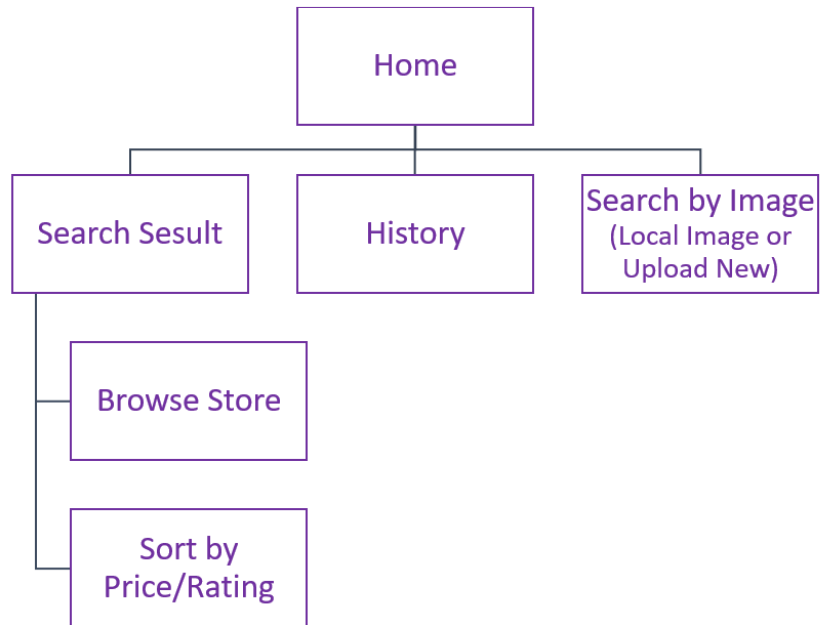 Home
Search Sesult
History
Search by Image
(Local Image or
Upload New)
Browse Store
Sort by
Price/Rating